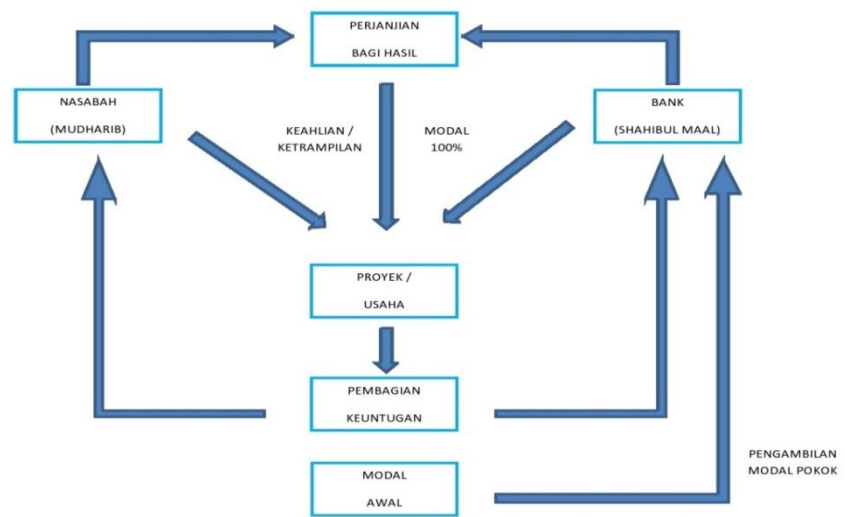 PERJANJIAN
BAGI HASIL
NASABAH
(MUDHARIB)
BANK
(SHAHIBUL MAAL)
KEAHLIAN /
KETRAMPILAN
MODAL
100%
PROYEK /
USAHA
PEMBAGIAN
KEUNTUGAN
MODAL
AWAL
PENGAMBILAN
MODAL POKOK